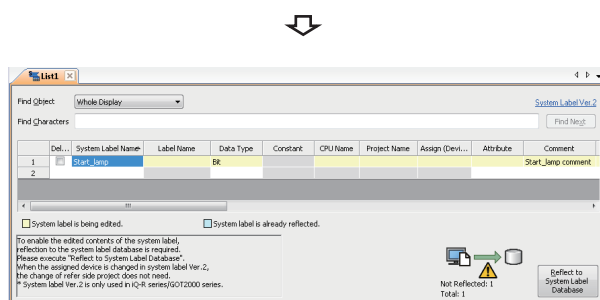 List1
Find Object
Whole Display
System Label Ver.2
Find Characters
Find Next
Del... System Label Name Label Name Data Type Constant CPU Name Project Name Assign (Devi... Attribute Comment
1 Start_lamp Bit Start_lamp comment
2
System label is being edited. System label is already reflected.
To enable the edited contents of the system label,
reflection to the system label database is required.
Please execute "Reflect to System Label Database".
When the assigned device is changed in system label Ver.2,
the change of refer side project does not need.
* System label Ver.2 is only used in iQ-R series/GOT2000 series.
Not Reflected: 1
Total: 1
Reflect to
System Label
Database